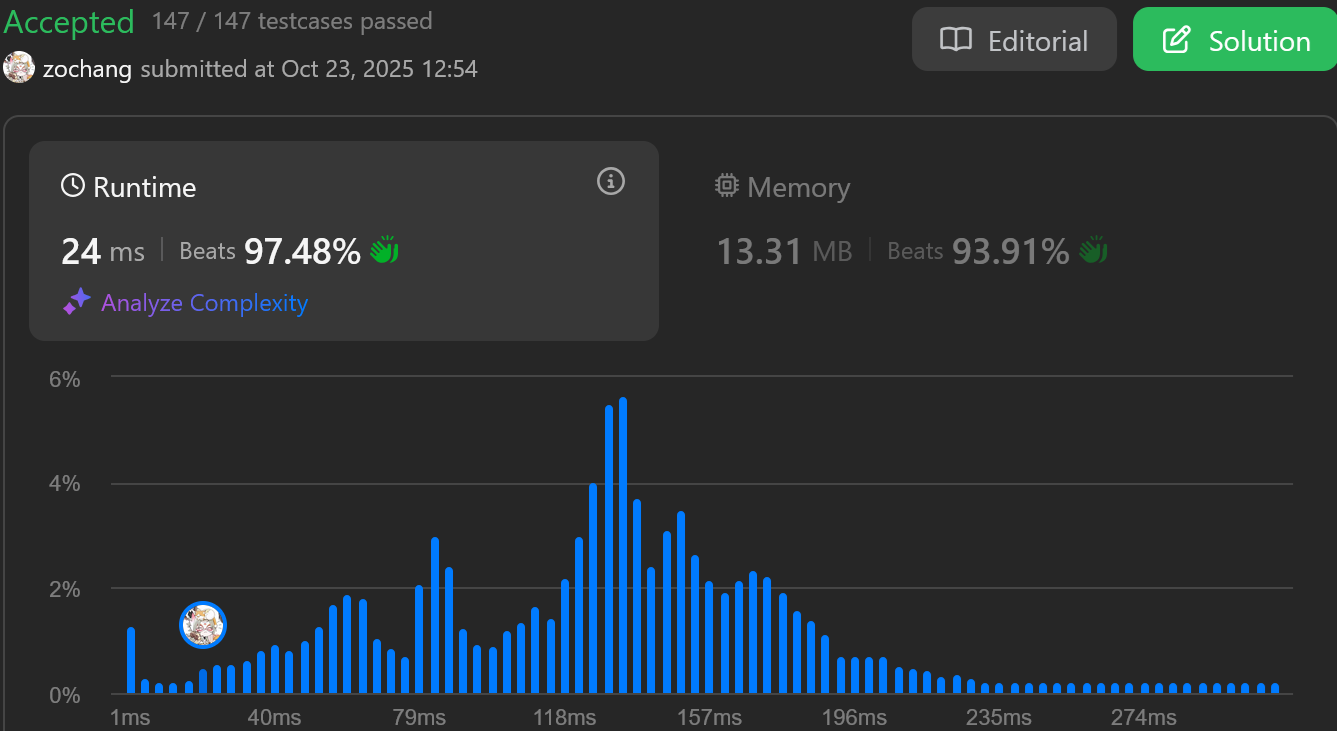 Accepted 147 / 147 testcases passed
Editorial
Solution
zochang submitted at Oct 23, 2025 12:54
Runtime
24 ms | Beats 97.48%
Analyze Complexity
Memory
13.31 MB | Beats 93.91%
6%
4%
2%
0%
1ms 40ms 79ms 118ms 157ms 196ms 235ms 274ms